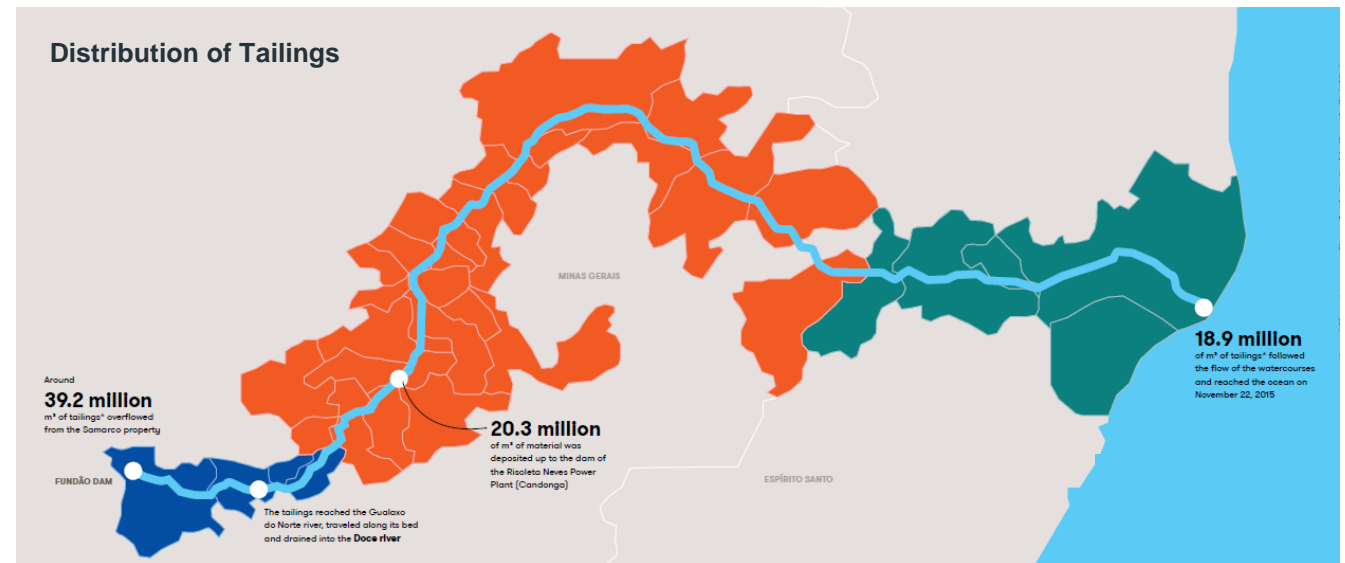 Distribution of Tailings
MINAS GERAIS
Around
39.2 million
m³ of tailings* overflowed
from the Samarco property
FUNDÃO DAM
The tailings reached the Gualaxo
do Norte river, traveled along its bed
and drained into the Doce river
20.3 million
of m³ of material was
deposited up to the dam of
the Risoleta Neves Power
Plant (Candonga)
ESPÍRITO SANTO
18.9 million
of m³ of tailings* followed
the flow of the watercourses
and reached the ocean on
November 22, 2015